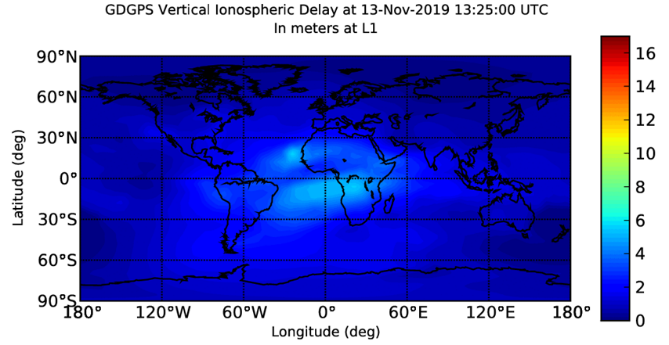 GDGPS Vertical Ionospheric Delay at 13-Nov-2019 13:25:00 UTC
In meters at L1
90°N
60°N
30°N
0°
30°S
60°S
90°S
180°
120°W
60°W
0°
60°E
120°E
180°
Latitude (deg)
Longitude (deg)
16
14
12
10
8
6
4
2
0